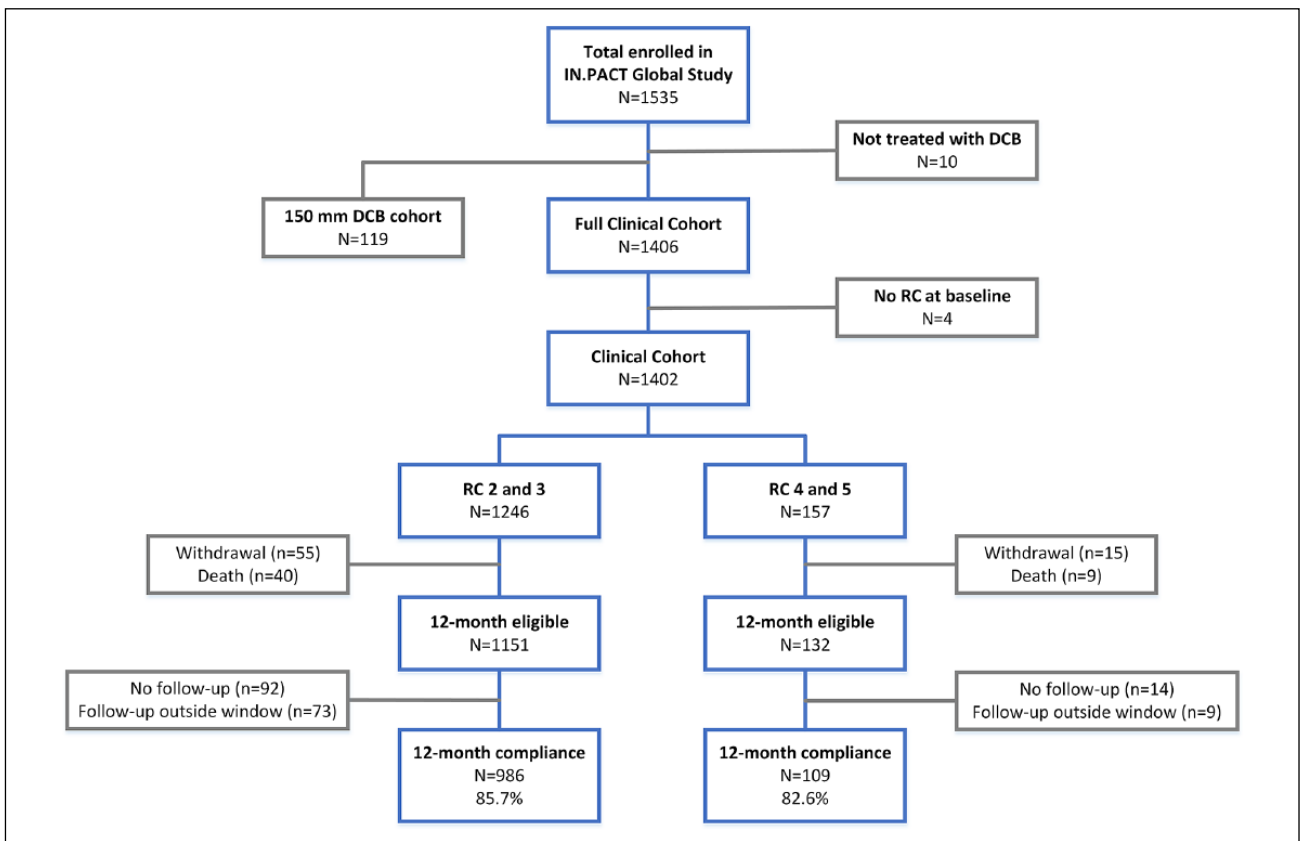 Total enrolled in
IN.PACT Global Study
N=1535
Not treated with DCB
N=10
150 mm DCB cohort
N=119
Full Clinical Cohort
N=1406
No RC at baseline
N=4
Clinical Cohort
N=1402
RC 2 and 3
N=1246
RC 4 and 5
N=157
Withdrawal (n=55)
Death (n=40)
Withdrawal (n=15)
Death (n=9)
12-month eligible
N=1151
12-month eligible
N=132
No follow-up (n=92)
Follow-up outside window (n=73)
No follow-up (n=14)
Follow-up outside window (n=9)
12-month compliance
N=986
85.7%
12-month compliance
N=109
82.6%